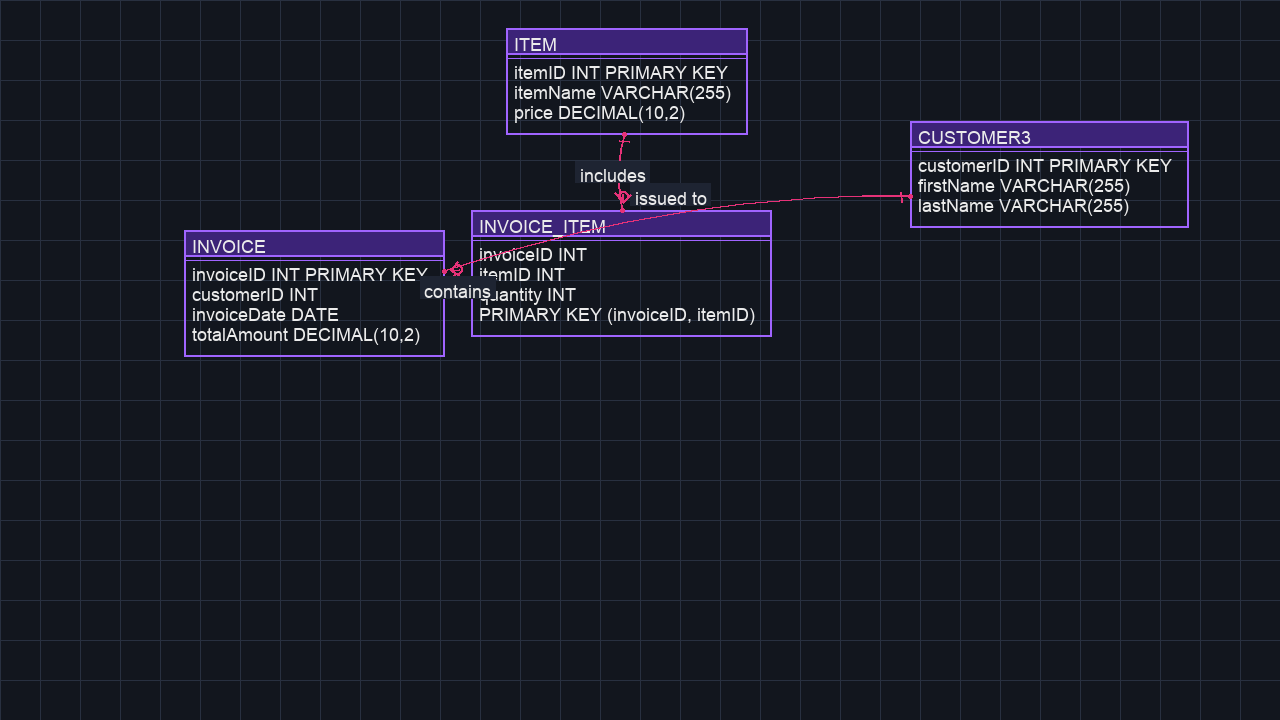 ITEM
itemID INT PRIMARY KEY
itemName VARCHAR(255)
price DECIMAL(10,2)
CUSTOMER3
customerID INT PRIMARY KEY
firstName VARCHAR(255)
lastName VARCHAR(255)
includes
issued to
INVOICE_ITEM
invoiceID INT
itemID INT
quantity INT
PRIMARY KEY (invoiceID, itemID)
INVOICE
invoiceID INT PRIMARY KEY
customerID INT
invoiceDate DATE
totalAmount DECIMAL(10,2)
contains